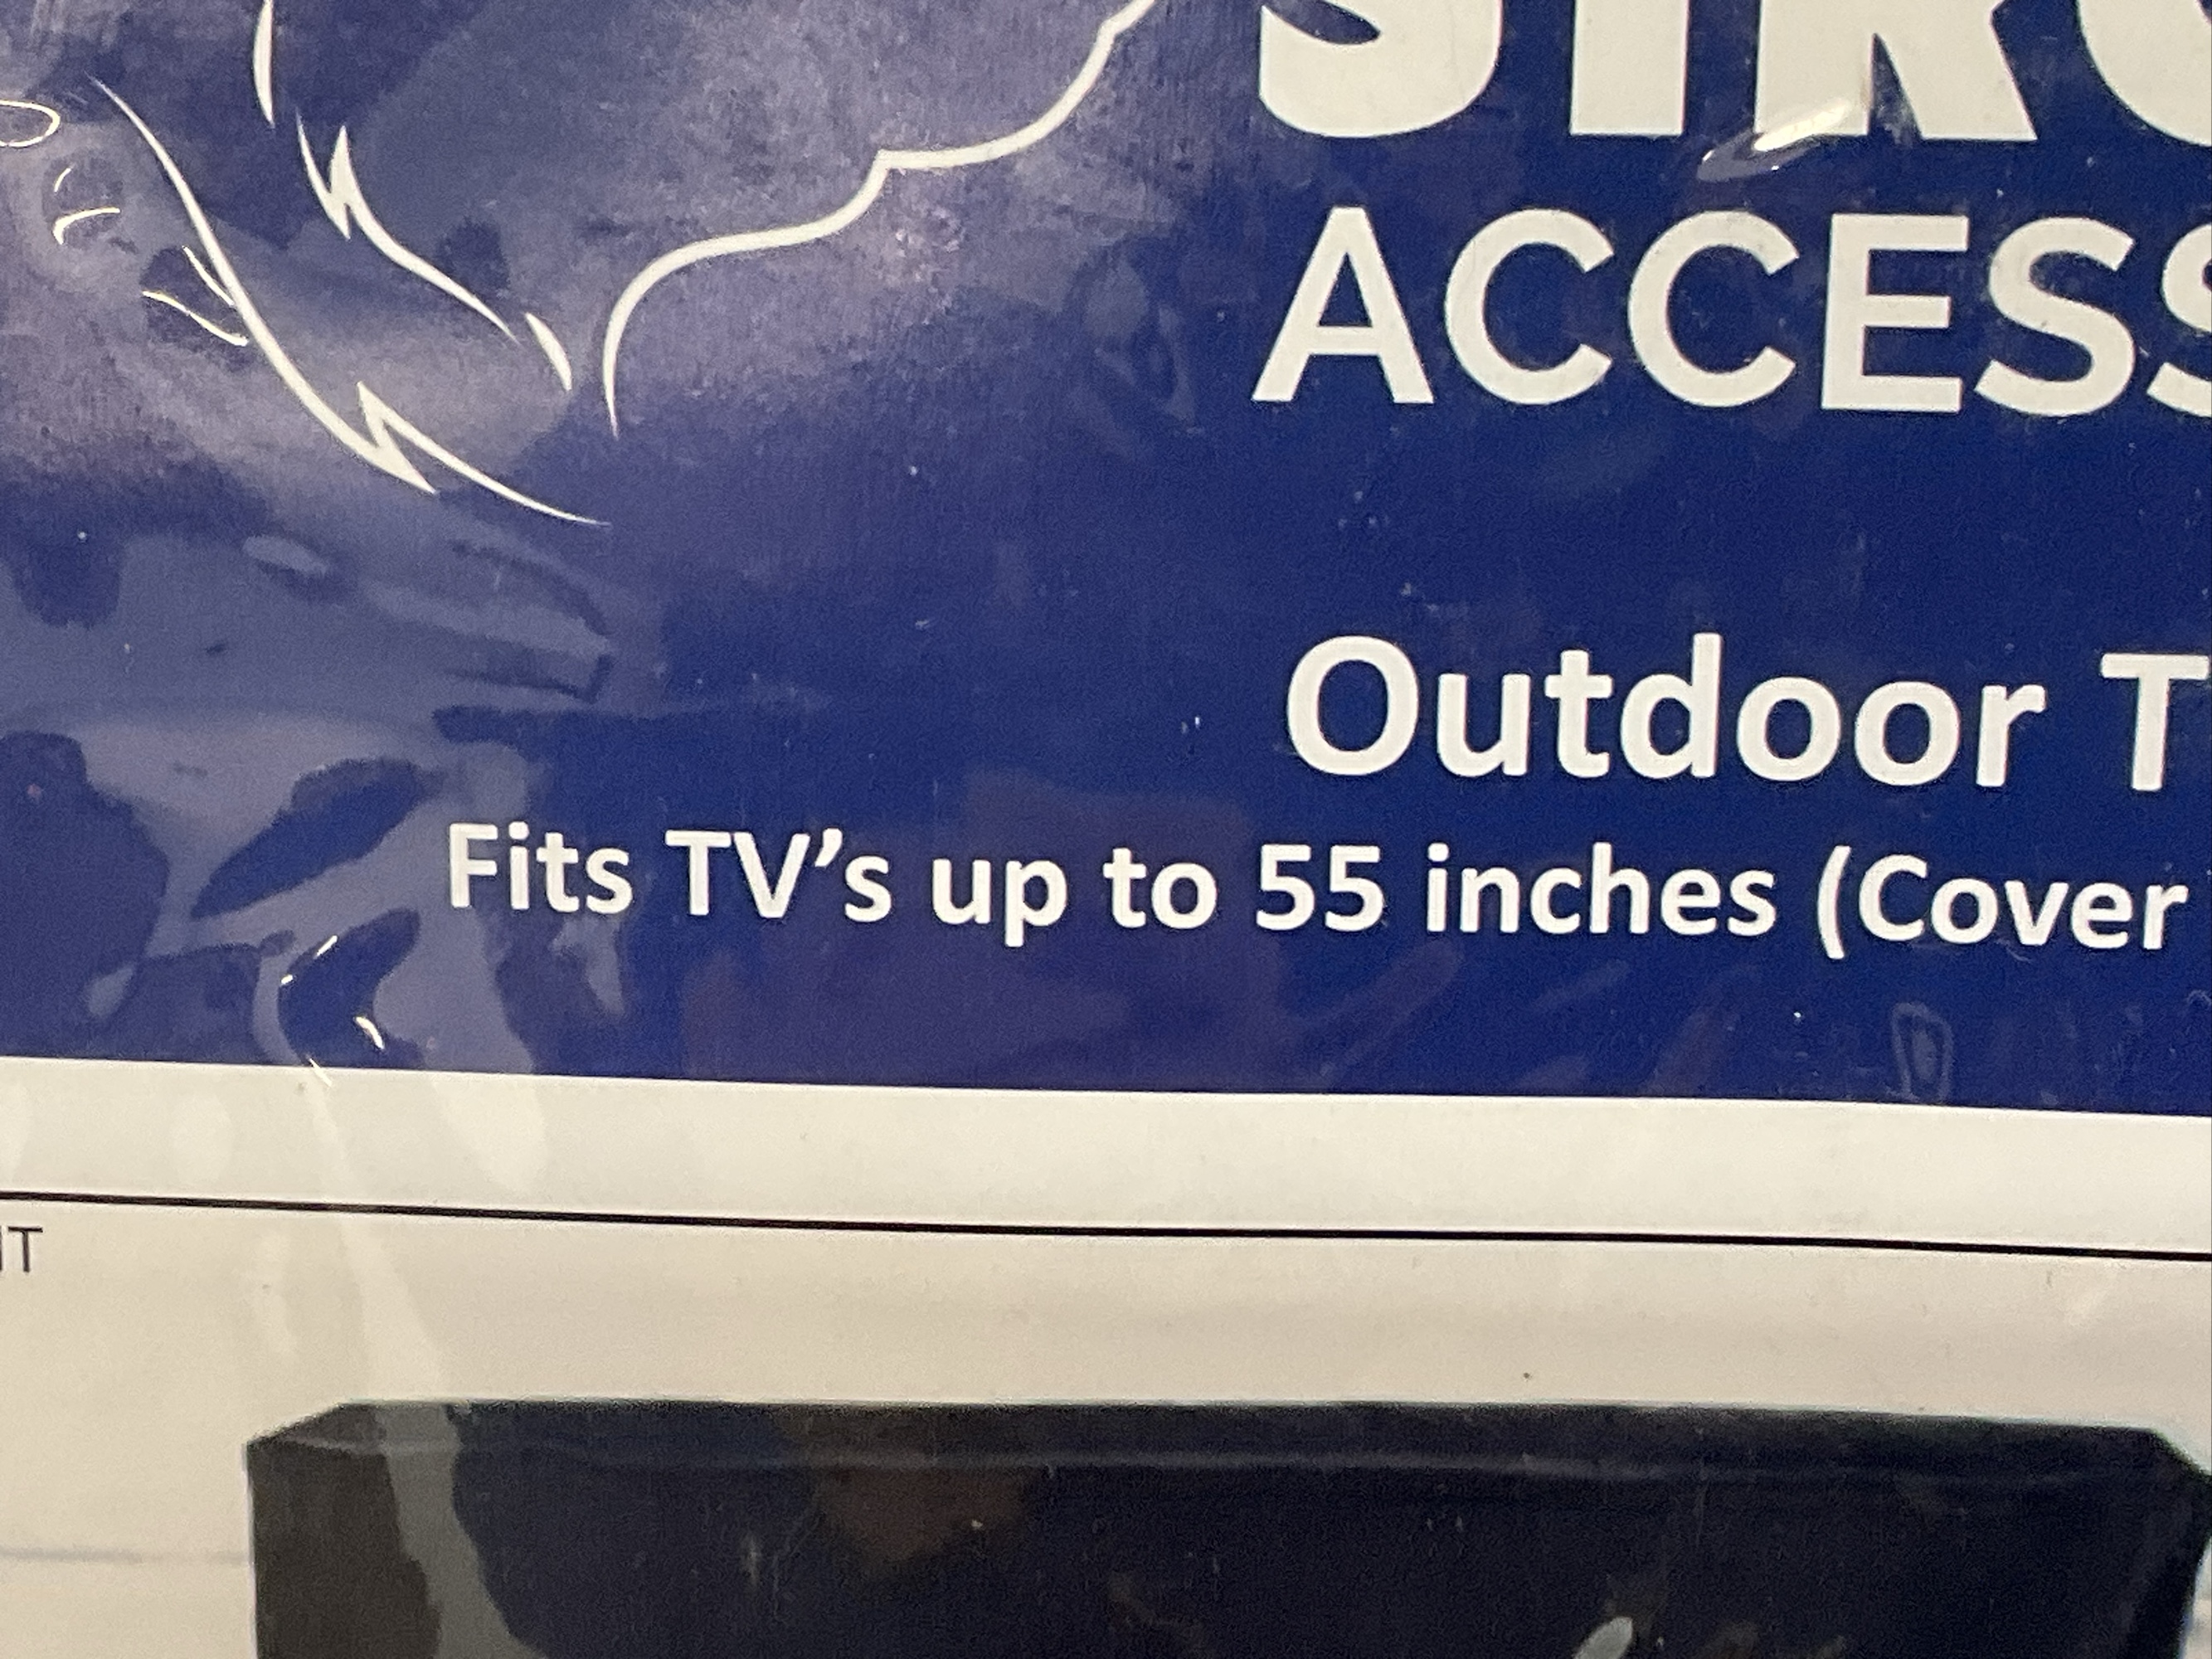 ACCESS
Outdoor T
Fits TV’s up to 55 inches (Cover